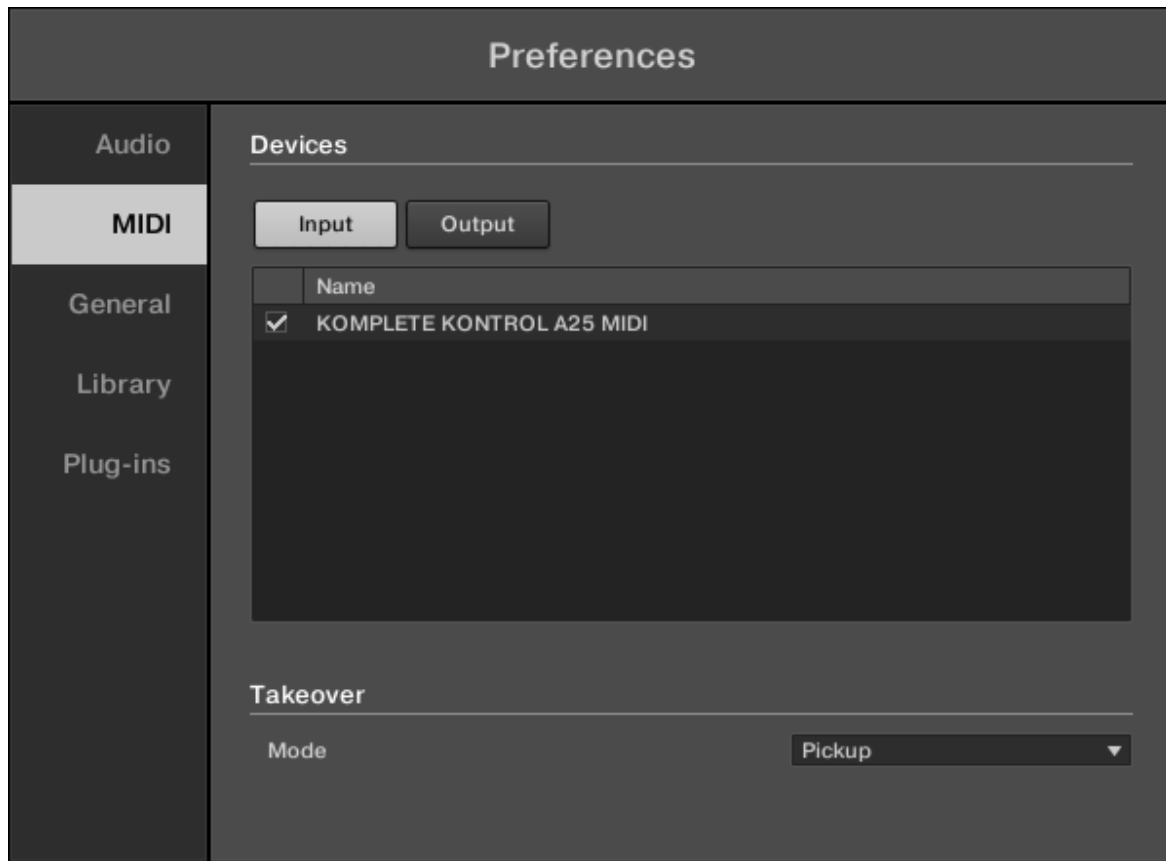 Preferences
Audio
MIDI
General
Library
Plug-ins
Devices
Input Output
Name
KOMPLETE KONTROL A25 MIDI
Takeover
Mode Pickup